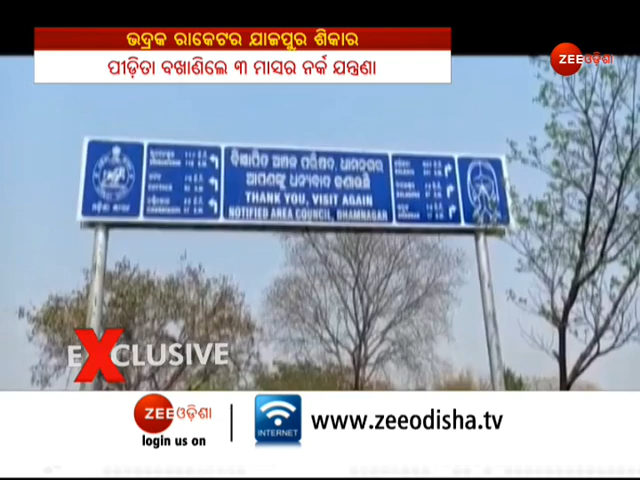 ଭଦ୍ରକ ରାକେଟର ଯାଜପୁର ଶିକାର
ପୀଡ଼ିତା ବଖାଣିଲେ ୩ ମାସର ନର୍କ ଯନ୍ତ୍ରଣା
ZEE ଓଡ଼ିଶା
ବିଜ୍ଞାପିତ ଅଞ୍ଚଳ ପରିଷଦ, ଧାମନଗର
ଆପଣଙ୍କୁ ଧନ୍ୟବାଦ ଜଣାଉଛି
THANK YOU, VISIT AGAIN
NOTIFIED AREA COUNCIL, DHAMNAGAR
EXCLUSIVE
ZEE ଓଡ଼ିଶା
login us on
INTERNET
www.zeeodisha.tv